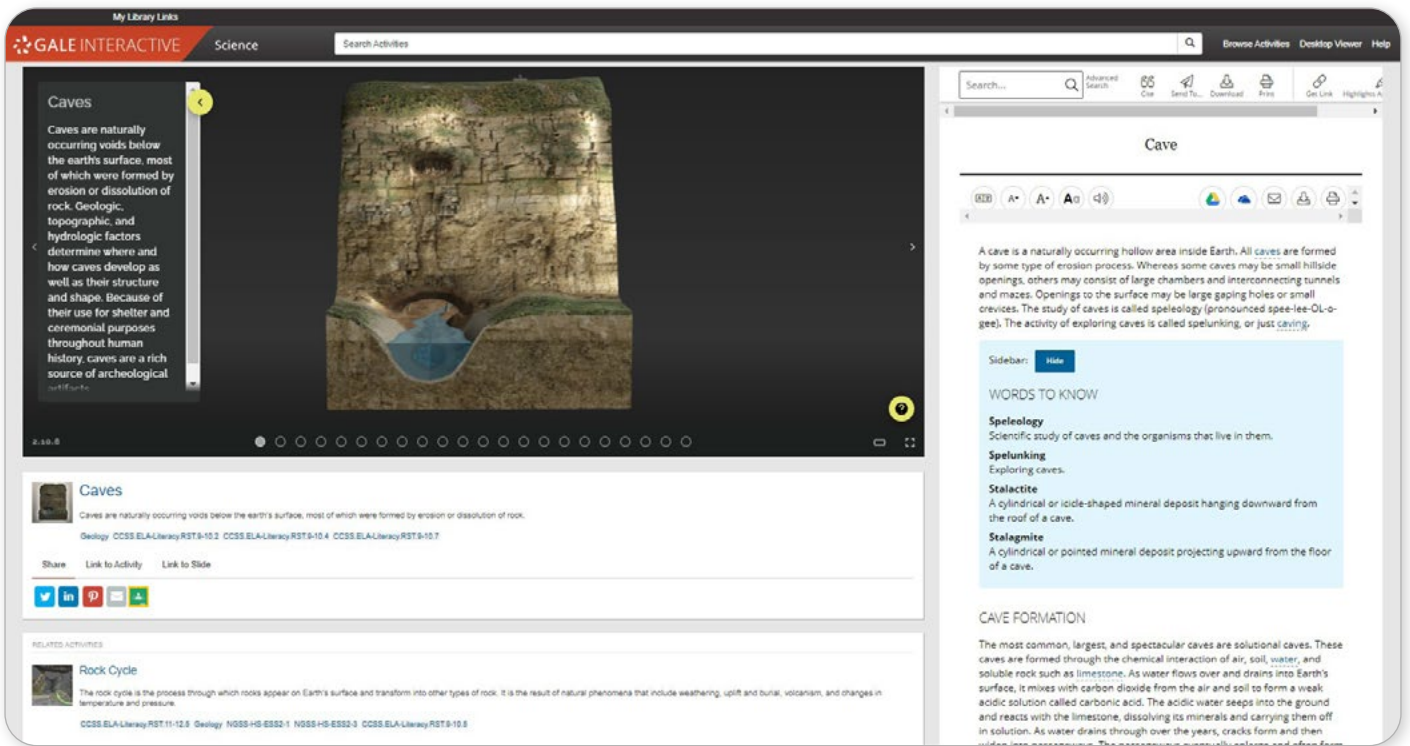 My Library Links
GALE INTERACTIVE
Science
Search Activities
Browse Activities Desktop Viewer Help
Caves
Caves are naturally
occurring voids below
the earth's surface, most
of which were formed by
erosion or dissolution of
rock. Geologic,
topographic, and
hydrologic factors
determine where and
how caves develop as
well as their structure
and shape. Because of
their use for shelter and
ceremonial purposes
throughout human
history, caves are a rich
source of archeological
artifacts
2.10.8
Caves
Caves are naturally occurring voids below the earth's surface, most of which were formed by erosion or dissolution of rock.
Geology CCSS.ELA-Literacy.RST.9-10.2 CCSS.ELA-Literacy.RST.9-10.4 CCSS.ELA-Literacy.RST.9-10.7
Share Link to Activity Link to Slide
RELATED ACTIVITIES
Rock Cycle
The rock cycle is the process through which rocks appear on Earth's surface and transform into other types of rock. It is the result of natural phenomena that include weathering, uplift and burial, volcanism, and changes in
temperature and pressure.
CCSS.ELA-Literacy.RST.11-12.5 Geology NGSS-HS-ESS2-1 NGSS-HS-ESS2-3 CCSS.ELA-Literacy.RST.9-10.5
Search...
Advanced
Search
Cite Send To... Download Print Get Link Highlights
Cave
A cave is a naturally occurring hollow area inside Earth. All caves are formed
by some type of erosion process. Whereas some caves may be small hillside
openings, others may consist of large chambers and interconnecting tunnels
and mazes. Openings to the surface may be large gaping holes or small
crevices. The study of caves is called speleology (pronounced spee-lee-OL-o-
gee). The activity of exploring caves is called spelunking, or just caving.
Sidebar: Hide
WORDS TO KNOW
Speleology
Scientific study of caves and the organisms that live in them.
Spelunking
Exploring caves.
Stalactite
A cylindrical or icicle-shaped mineral deposit hanging downward from
the roof of a cave.
Stalagmite
A cylindrical or pointed mineral deposit projecting upward from the floor
of a cave.
CAVE FORMATION
The most common, largest, and spectacular caves are solutional caves. These
caves are formed through the chemical interaction of air, soil, water, and
soluble rock such as limestone. As water flows over and drains into Earth's
surface, it mixes with carbon dioxide from the air and soil to form a weak
acidic solution called carbonic acid. The acidic water seeps into the ground
and reacts with the limestone, dissolving its minerals and carrying them off
in solution. As water drains through over the years, cracks form and then